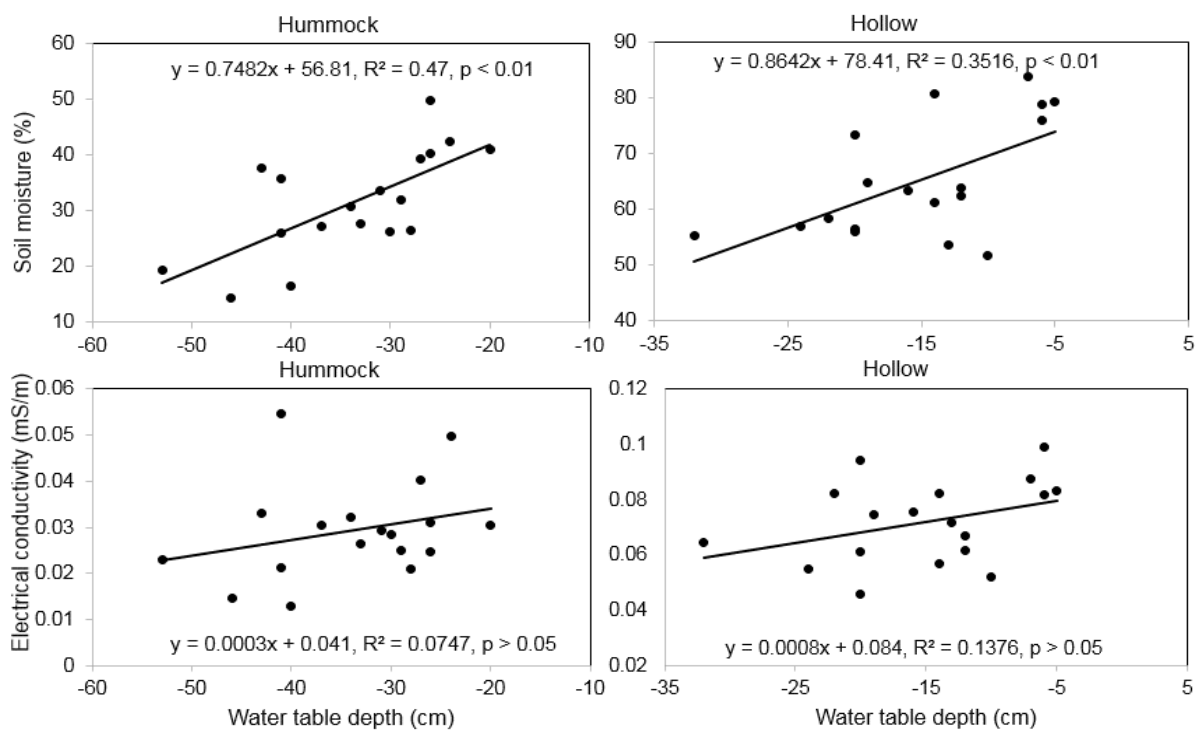 Hummock
60
50
40
30
20
10
Soil moisture (%)
y = 0.7482x + 56.81, R² = 0.47, p < 0.01
-60 -50 -40 -30 -20 -10
Hollow
90
80
70
60
50
40
y = 0.8642x + 78.41, R² = 0.3516, p < 0.01
-35 -25 -15 -5 5
Hummock
0.06
0.05
0.04
0.03
0.02
0.01
0
Electrical conductivity (mS/m)
y = 0.0003x + 0.041, R² = 0.0747, p > 0.05
-60 -50 -40 -30 -20 -10
Water table depth (cm)
Hollow
0.12
0.1
0.08
0.06
0.04
0.02
y = 0.0008x + 0.084, R² = 0.1376, p > 0.05
-35 -25 -15 -5 5
Water table depth (cm)